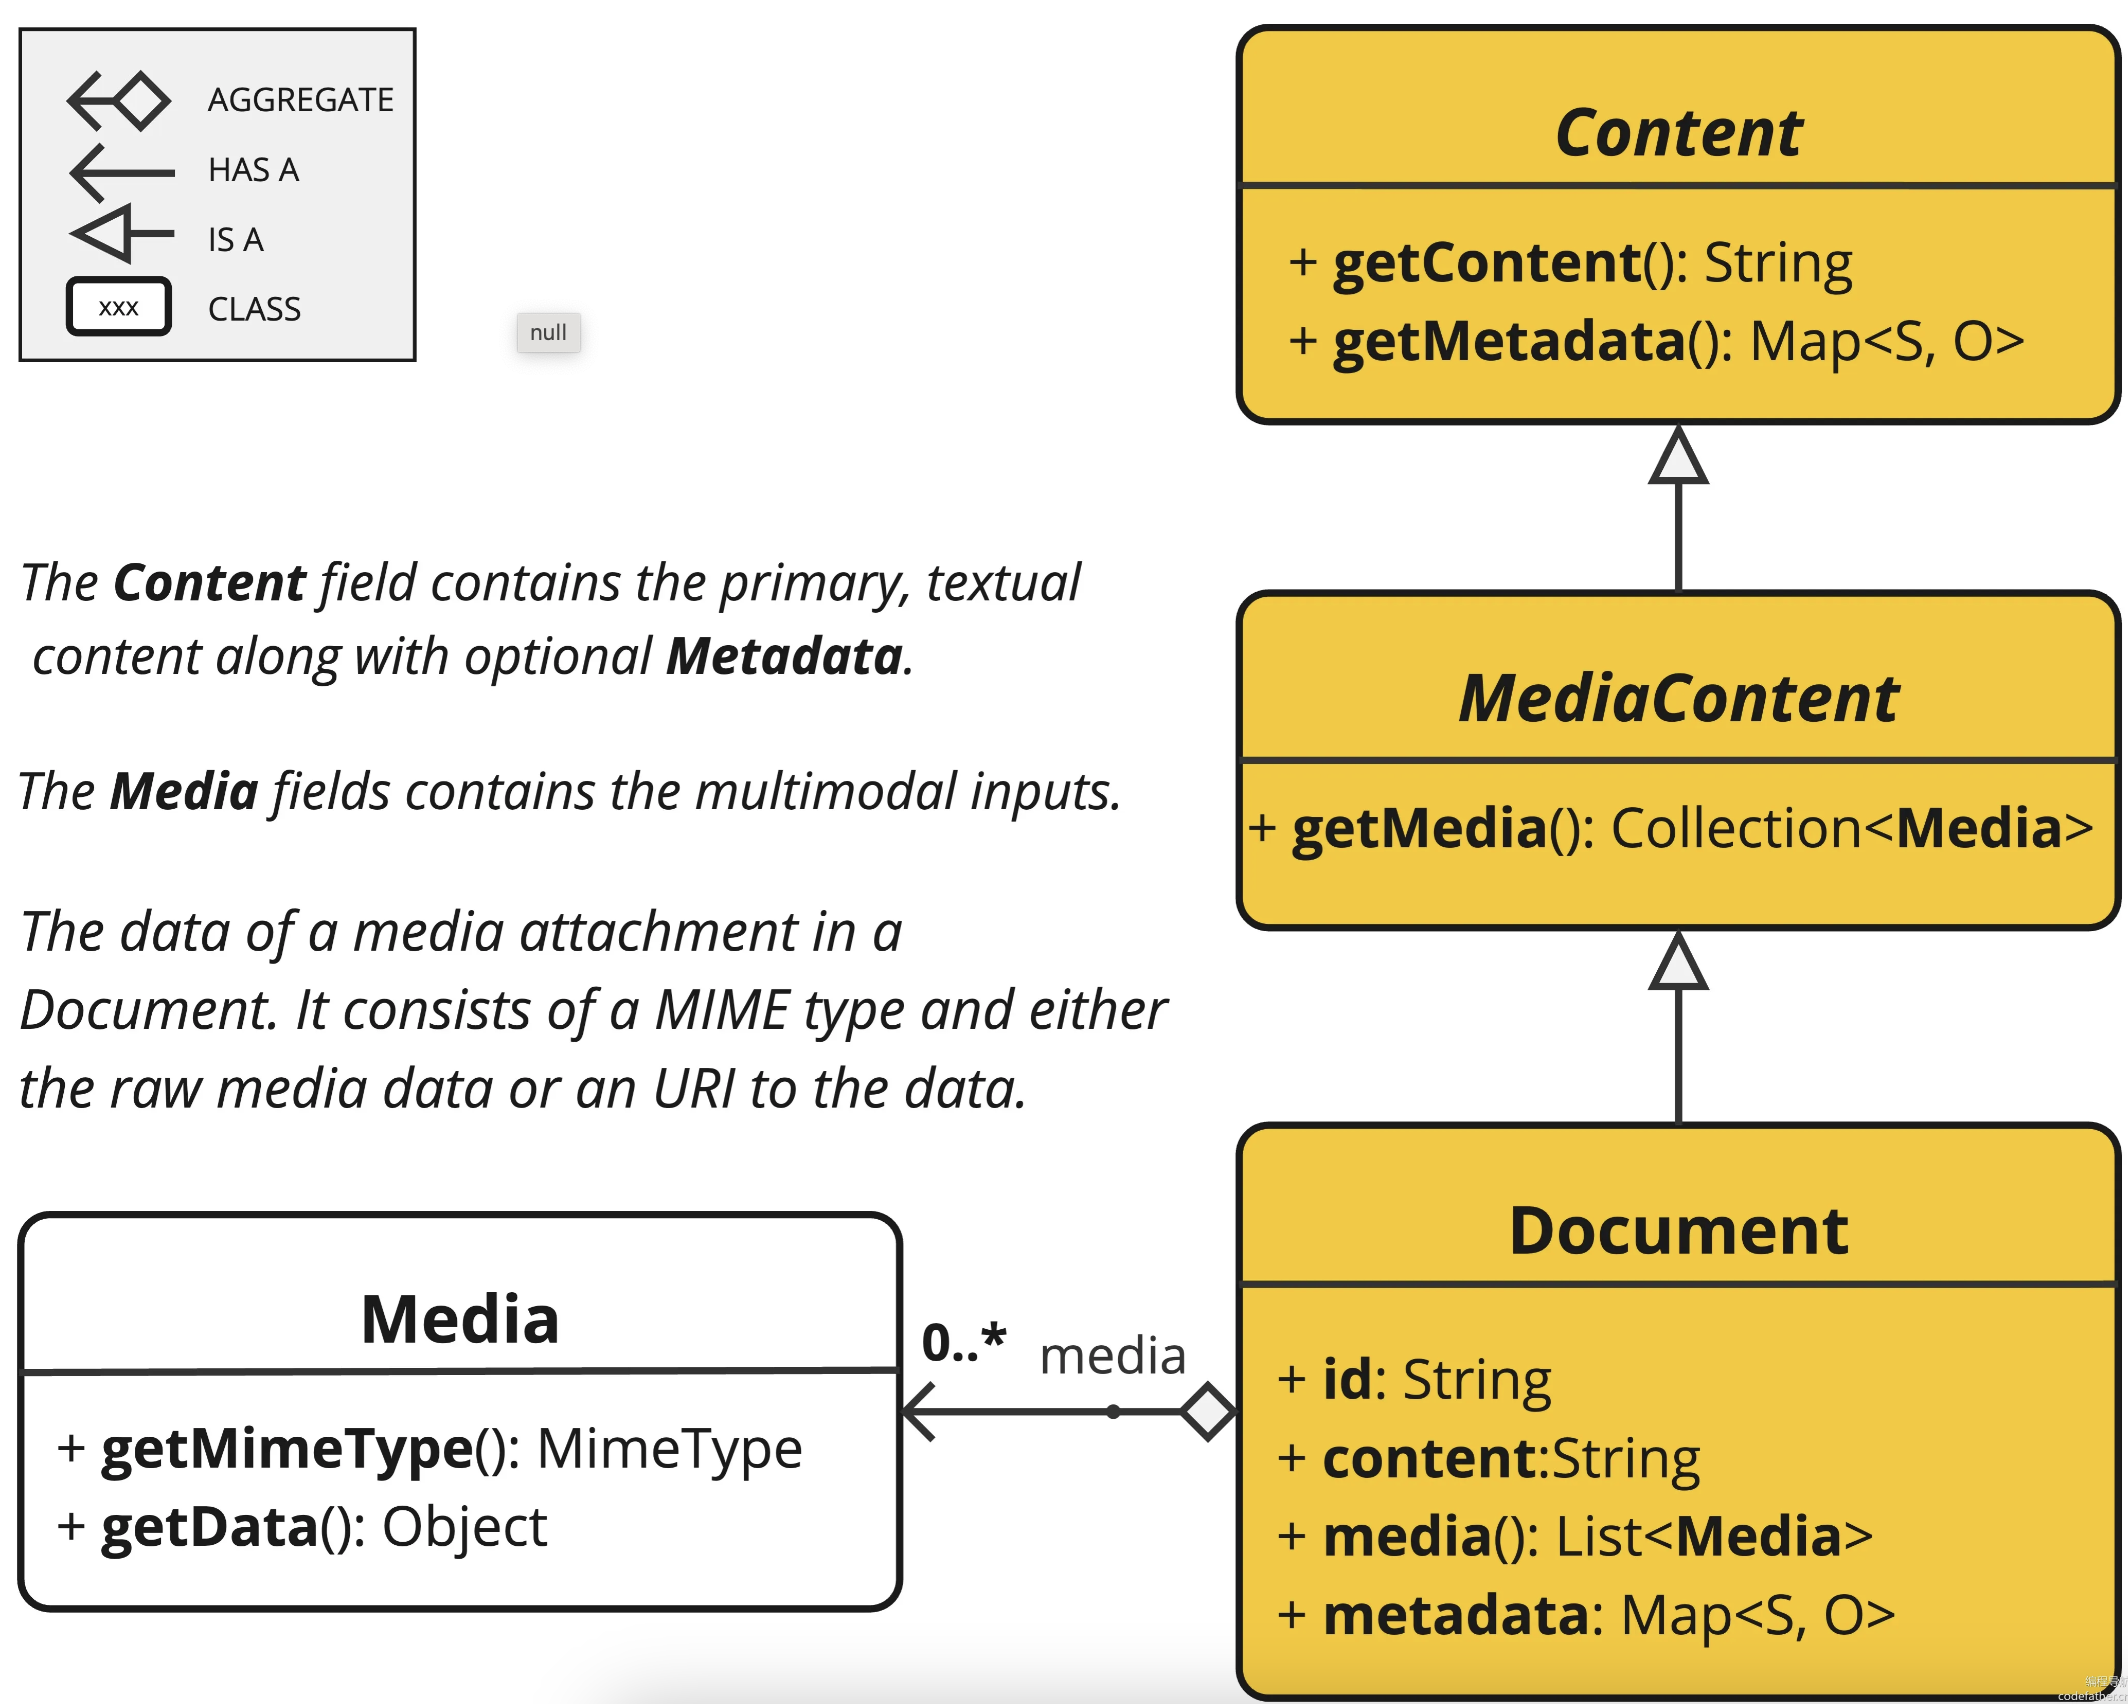 AGGREGATE
HAS A
IS A
xxx CLASS
null
Content
+ getContent(): String
+ getMetadata(): Map<S, O>
The Content field contains the primary, textual
content along with optional Metadata.
The Media fields contains the multimodal inputs.
The data of a media attachment in a
Document. It consists of a MIME type and either
the raw media data or an URI to the data.
MediaContent
+ getMedia(): Collection<Media>
Media
+ getMimeType(): MimeType
+ getData(): Object
0..* media
Document
+ id: String
+ content:String
+ media(): List<Media>
+ metadata: Map<S, O>